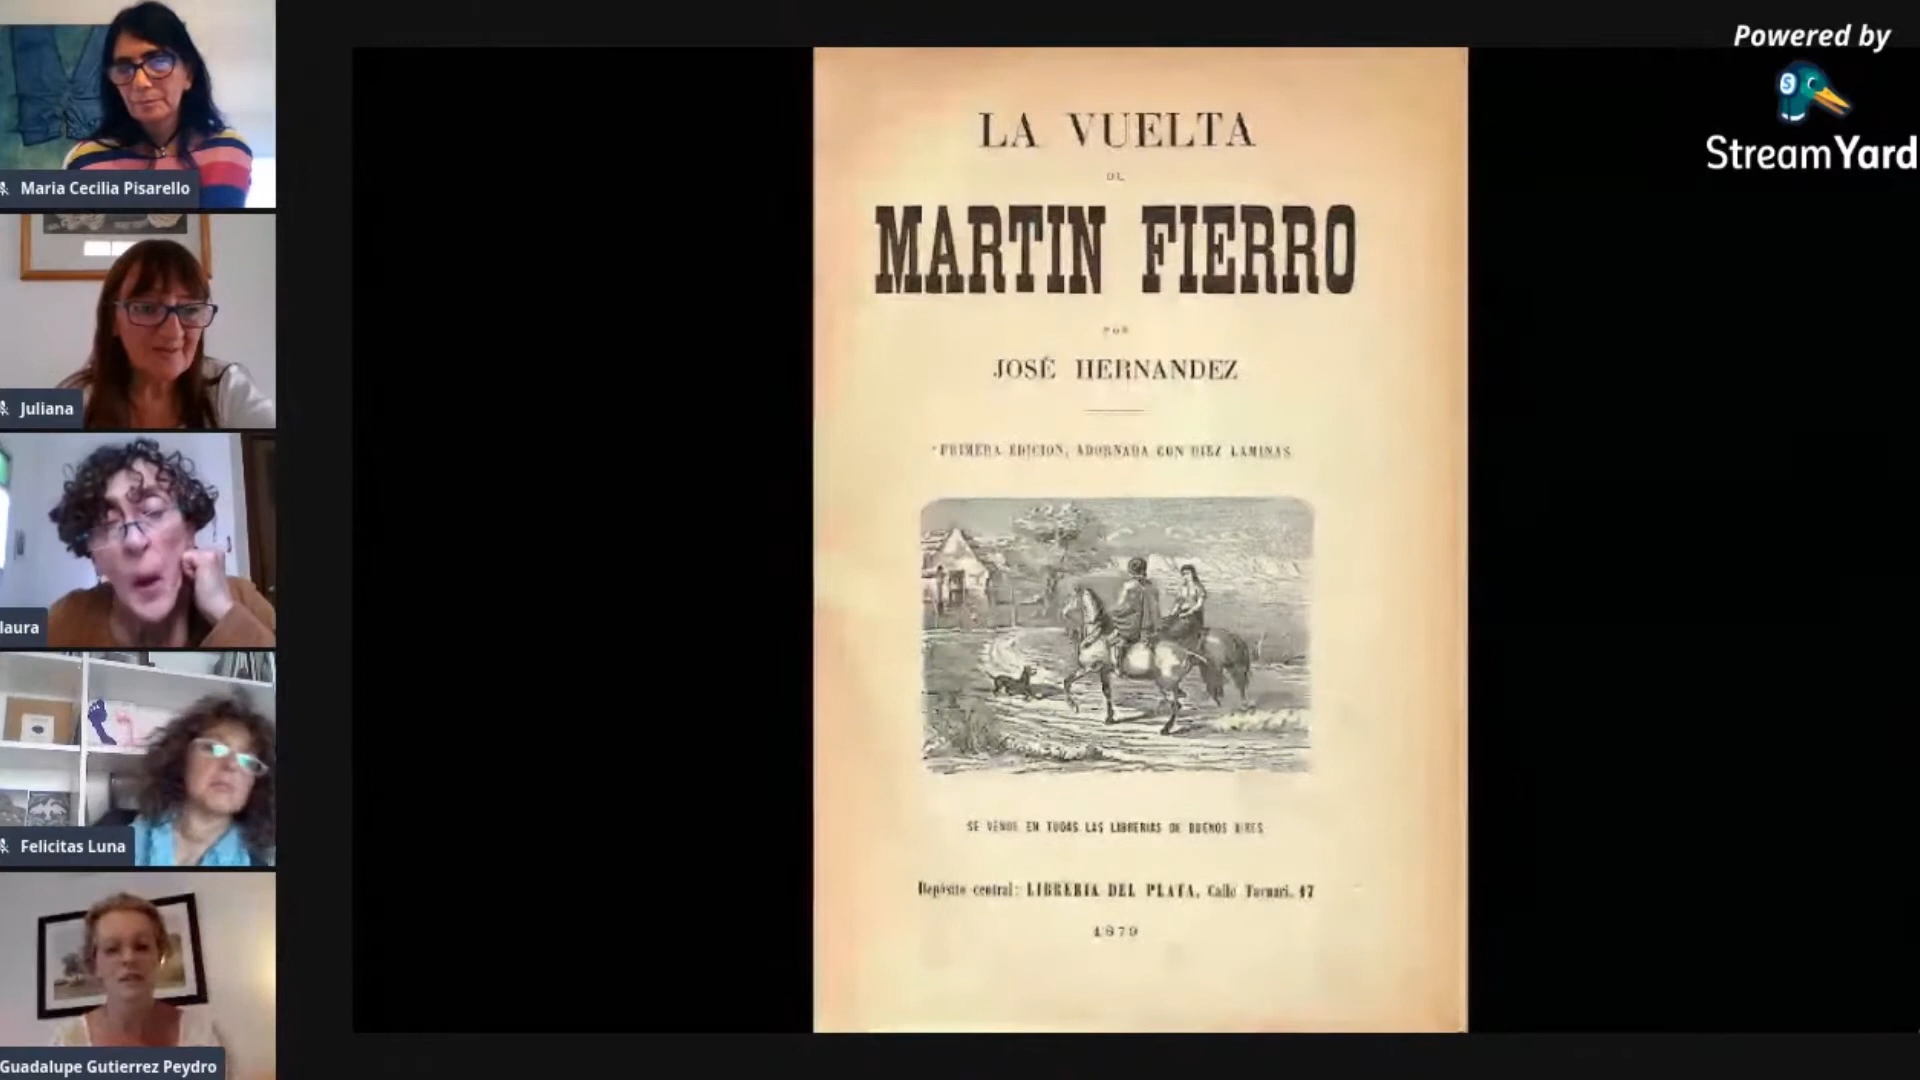 Maria Cecilia Pisarello
Juliana
laura
Felicitas Luna
Guadalupe Gutierrez Peydro
LA VUELTA
DE
MARTIN FIERRO
POR
JOSÉ HERNANDEZ
PRIMERA EDICION, ADORNADA CON DIEZ LAMINAS
SE VENDE EN TODAS LAS LIBRERIAS DE BUENOS AIRES
Depósito central: LIBRERIA DEL PLATA, Calle Tacuarí, 17
1879
Powered by
StreamYard